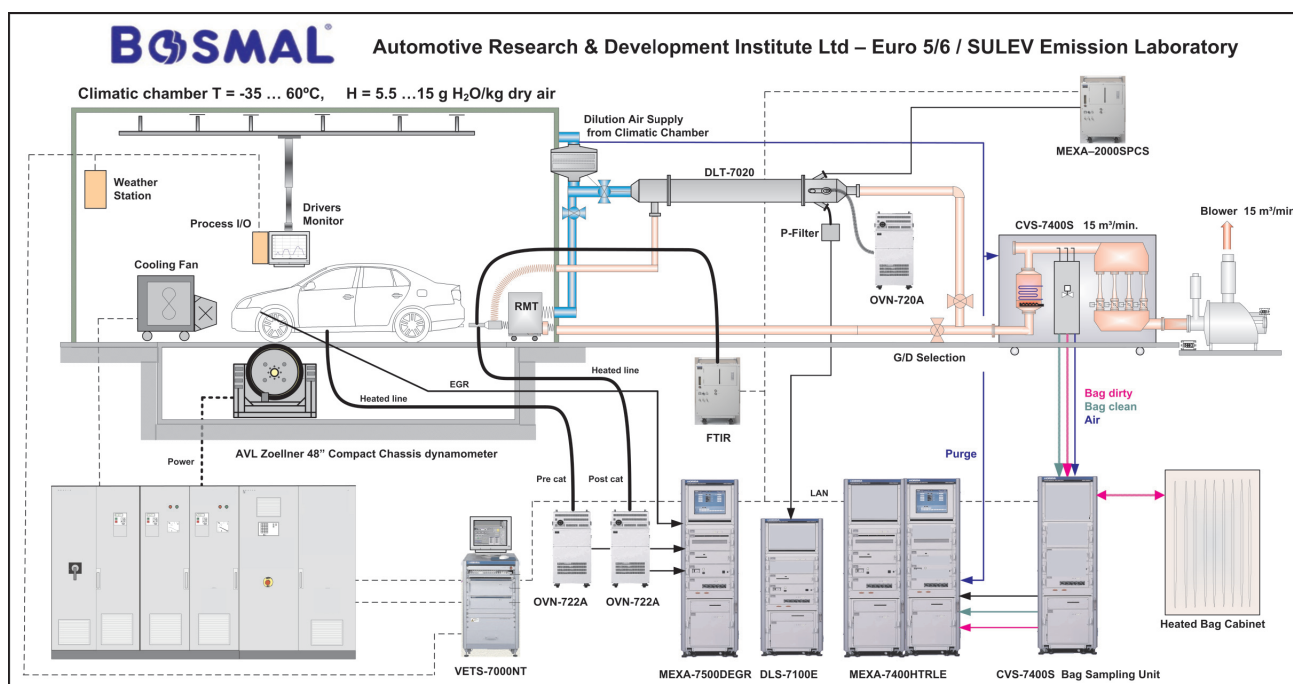 BOSMAL®
Automotive Research & Development Institute Ltd – Euro 5/6 / SULEV Emission Laboratory
Climatic chamber T = -35 … 60ºC, H = 5.5 …15 g H₂O/kg dry air
Dilution Air Supply
from Climatic Chamber
MEXA–2000SPCS
DLT-7020
Weather
Station
Drivers
Monitor
Process I/O
Blower 15 m³/min
CVS-7400S 15 m³/min.
P-Filter
Cooling Fan
OVN-720A
RMT
G/D Selection
EGR
Heated line
Heated line
FTIR
Bag dirty
Bag clean
Air
AVL Zoellner 48” Compact Chassis dynamometer
Power
Purge
Pre cat
Post cat
LAN
OVN-722A
OVN-722A
Heated Bag Cabinet
VETS-7000NT
MEXA-7500DEGR
DLS-7100E
MEXA-7400HTRLE
CVS-7400S Bag Sampling Unit